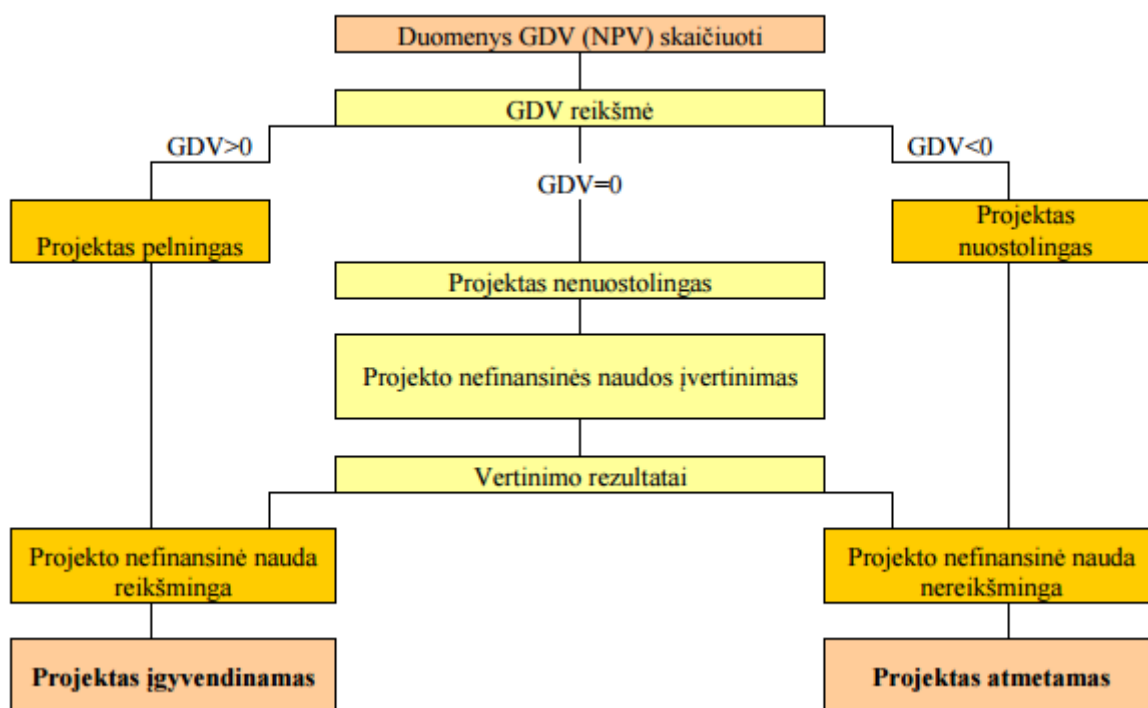 Duomenys GDV (NPV) skaičiuoti
GDV reikšmė
GDV>0
GDV=0
GDV<0
Projektas pelningas
Projektas
nuostolingas
Projektas nenuostolingas
Projekto nefinansinės naudos įvertinimas
Vertinimo rezultatai
Projekto nefinansinė nauda
reikšminga
Projekto nefinansinė nauda
nereikšminga
Projektas įgyvendinamas
Projektas atmetamas